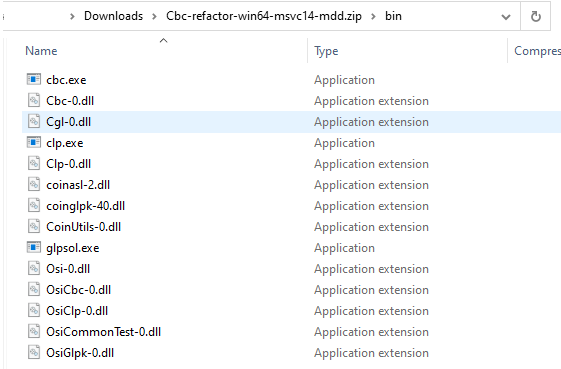 Downloads > Cbc-refactor-win64-msvc14-mdd.zip > bin
Name Type Compres
cbc.exe Application
Cbc-0.dll Application extension
Cgl-0.dll Application extension
clp.exe Application
Clp-0.dll Application extension
coinasl-2.dll Application extension
coinglpk-40.dll Application extension
CoinUtils-0.dll Application extension
glpsol.exe Application
Osi-0.dll Application extension
OsiCbc-0.dll Application extension
OsiClp-0.dll Application extension
OsiCommonTest-0.dll Application extension
OsiGlpk-0.dll Application extension